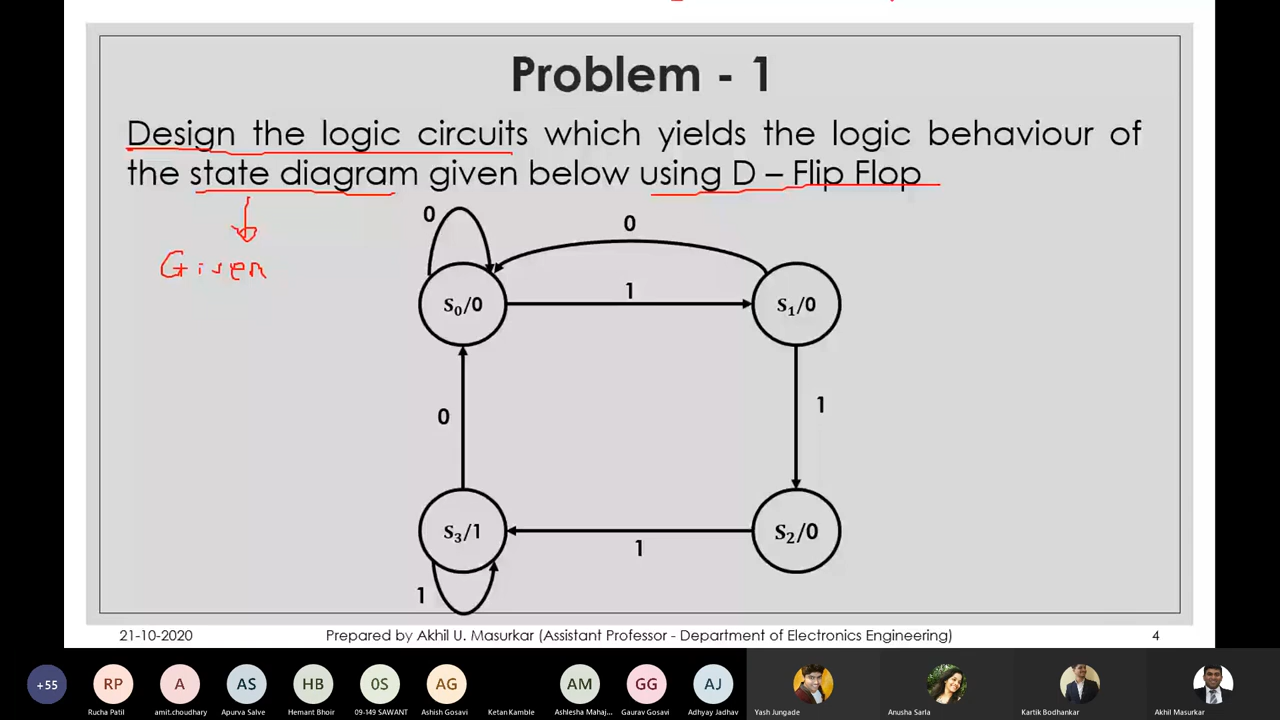 Problem - 1
Design the logic circuits which yields the logic behaviour of
the state diagram given below using D – Flip Flop
Given
0
0
S₀/0
1
S₁/0
0
1
S₃/1
1
S₂/0
1
21-10-2020
Prepared by Akhil U. Masurkar (Assistant Professor - Department of Electronics Engineering)
4
+55
RP
A
AS
HB
0S
AG
AM
GG
AJ
Rucha Patil
amit.choudhary
Apurva Salve
Hemant Bhoir
09-149 SAWANT
Ashish Gosavi
Ketan Kamble
Ashlesha Mahaj...
Gaurav Gosavi
Adhyay Jadhav
Yash Jungade
Anusha Sarla
Kartik Bodhankar
Akhil Masurkar